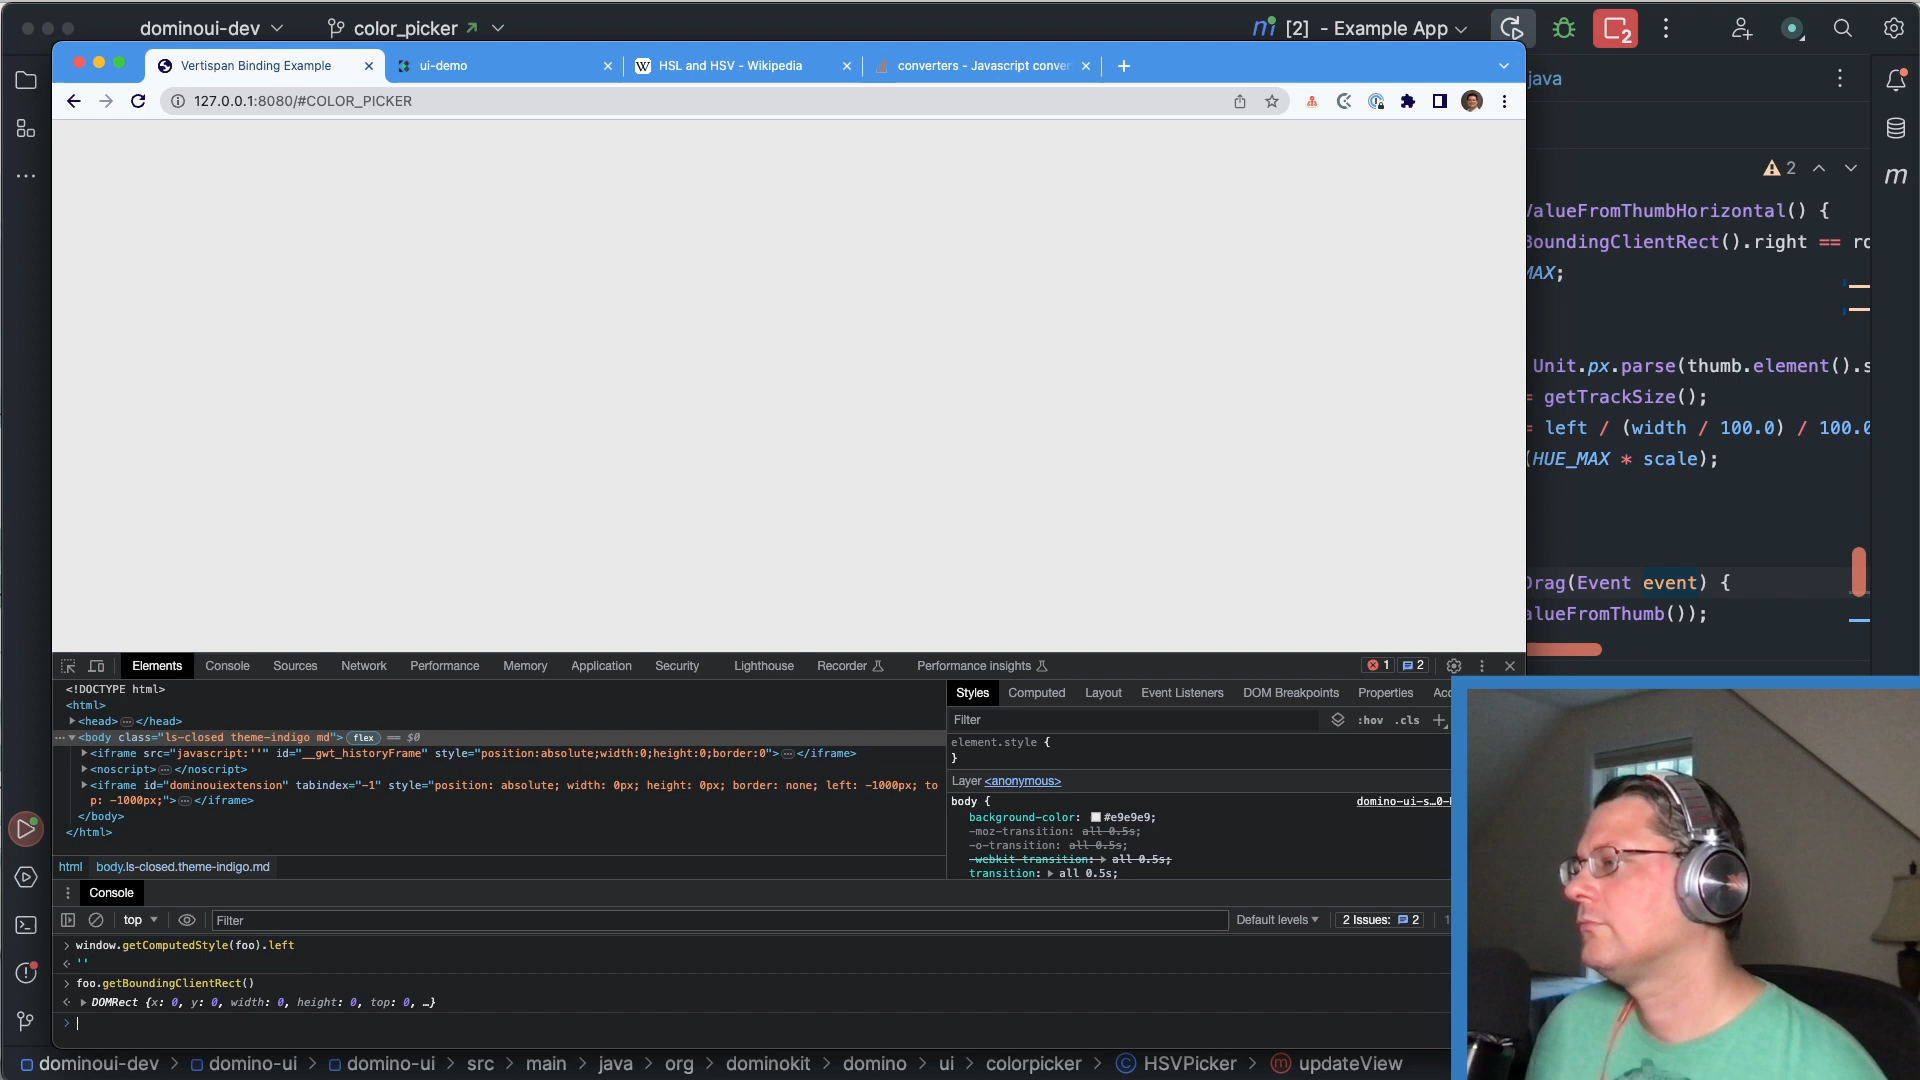 dominoui-dev
color_picker
[2] - Example App
2
Vertispan Binding Example
ui-demo
W HSL and HSV - Wikipedia
converters - Javascript conver
127.0.0.1:8080/#COLOR_PICKER
java
2
m
ValueFromThumbHorizontal() {
BoundingClientRect().right == ro
MAX;
Unit.px.parse(thumb.element().s
= getTrackSize();
= left / (width / 100.0) / 100.0
(HUE_MAX * scale);
Drag(Event event) {
alueFromThumb());
Elements Console Sources Network Performance Memory Application Security Lighthouse Recorder Performance insights 1 2
<!DOCTYPE html>
<html>
<head> ⋯ </head>
⋯ <body class="ls-closed theme-indigo md"> flex == $0
<iframe src="javascript:''" id="__gwt_historyFrame" style="position:absolute;width:0;height:0;border:0"> ⋯ </iframe>
<noscript> ⋯ </noscript>
<iframe id="dominouiextension" tabindex="-1" style="position: absolute; width: 0px; height: 0px; border: none; left: -1000px; to
p: -1000px;"> ⋯ </iframe>
</body>
</html>
html body.ls-closed.theme-indigo.md
Styles Computed Layout Event Listeners DOM Breakpoints Properties Acc
Filter :hov .cls
element.style {
}
Layer <anonymous>
body { domino-ui-s…0-
background-color: #e9e9e9;
-moz-transition: all 0.5s;
-o-transition: all 0.5s;
-webkit-transition: all 0.5s;
transition: all 0.5s;
Console
top Filter Default levels 2 Issues: 2 1
> window.getComputedStyle(foo).left
''
> foo.getBoundingClientRect()
DOMRect {x: 0, y: 0, width: 0, height: 0, top: 0, …}
>
dominoui-dev > domino-ui > domino-ui > src > main > java > org > dominokit > domino > ui > colorpicker > HSVPicker > updateView